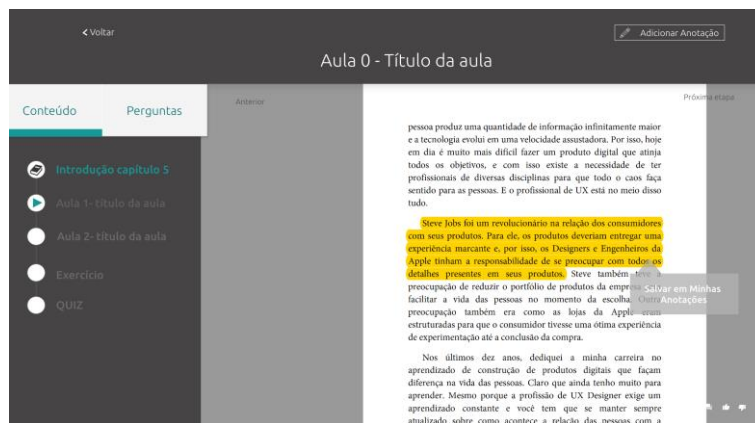 Voltar
Adicionar Anotação
Aula 0 - Título da aula
Conteúdo
Perguntas
Anterior
Próxima etapa
Introdução capítulo 5
Aula 1- título da aula
Aula 2- título da aula
Exercício
QUIZ
pessoa produz uma quantidade de informação infinitamente maior
e a tecnologia evolui em uma velocidade assustadora. Por isso, hoje
em dia é muito mais difícil fazer um produto digital que atinja
todos os objetivos, e com isso existe a necessidade de ter
profissionais de diversas disciplinas para que todo o caos faça
sentido para as pessoas. E o profissional de UX está no meio disso
tudo.
Steve Jobs foi um revolucionário na relação dos consumidores
com seus produtos. Para ele, os produtos deveriam entregar uma
experiência marcante e, por isso, os Designers e Engenheiros da
Apple tinham a responsabilidade de se preocupar com todos os
detalhes presentes em seus produtos. Steve também teve a
preocupação de reduzir o portfólio de produtos da empresa
facilitar a vida das pessoas no momento da escolha. Outra
preocupação também era como as lojas da Apple eram
estruturadas para que o consumidor tivesse uma ótima experiência
de experimentação até a conclusão da compra.
Salvar em Minhas
Anotações
Nos últimos dez anos, dediquei a minha carreira no
aprendizado de construção de produtos digitais que façam
diferença na vida das pessoas. Claro que ainda tenho muito para
aprender. Mesmo porque a profissão de UX Designer exige um
aprendizado constante e você tem que se manter sempre
atualizado sobre como acontece a relação das pessoas com a